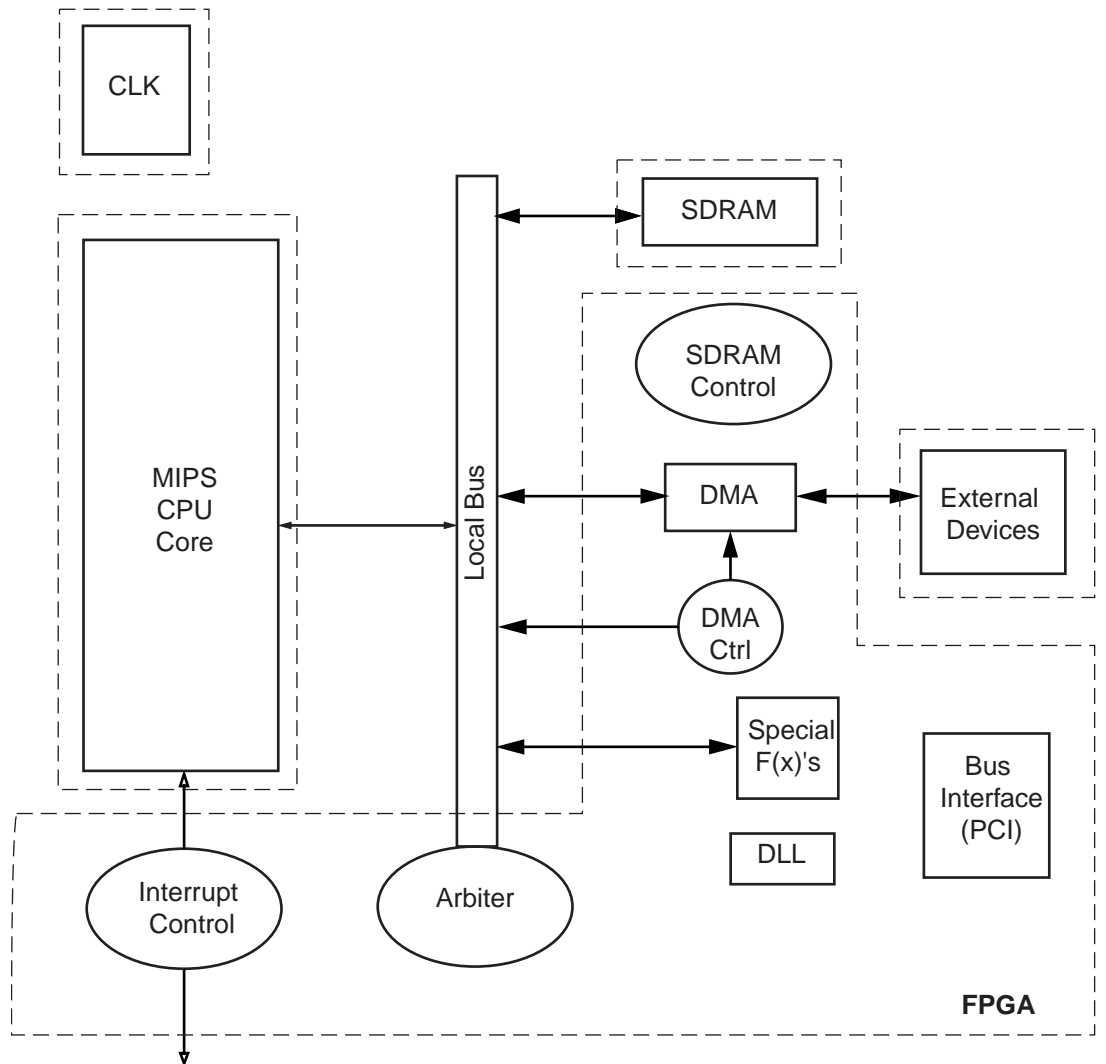 CLK
SDRAM
SDRAM
Control
MIPS
CPU
Core
Local Bus
DMA
External
Devices
DMA
Ctrl
Special
F(x)'s
Bus
Interface
(PCI)
DLL
Interrupt
Control
Arbiter
FPGA